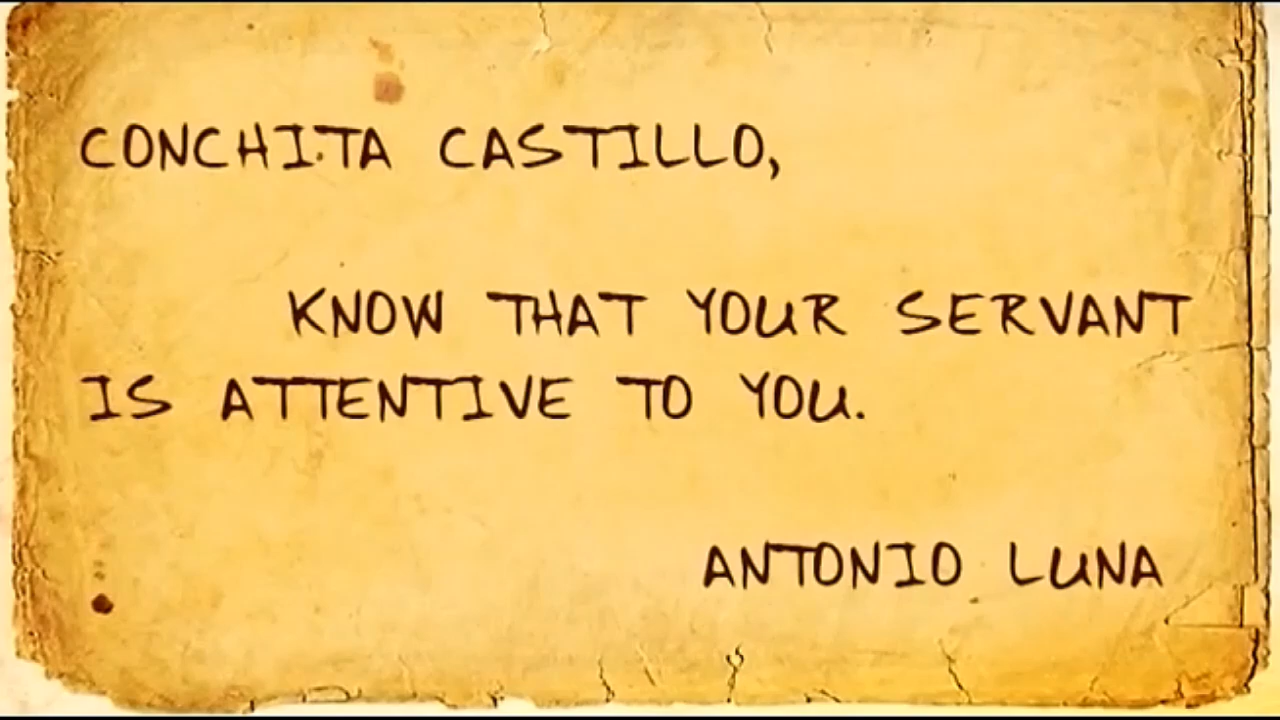 CONCHITA CASTILLO,
KNOW THAT YOUR SERVANT
IS ATTENTIVE TO YOU.
ANTONIO LUNA